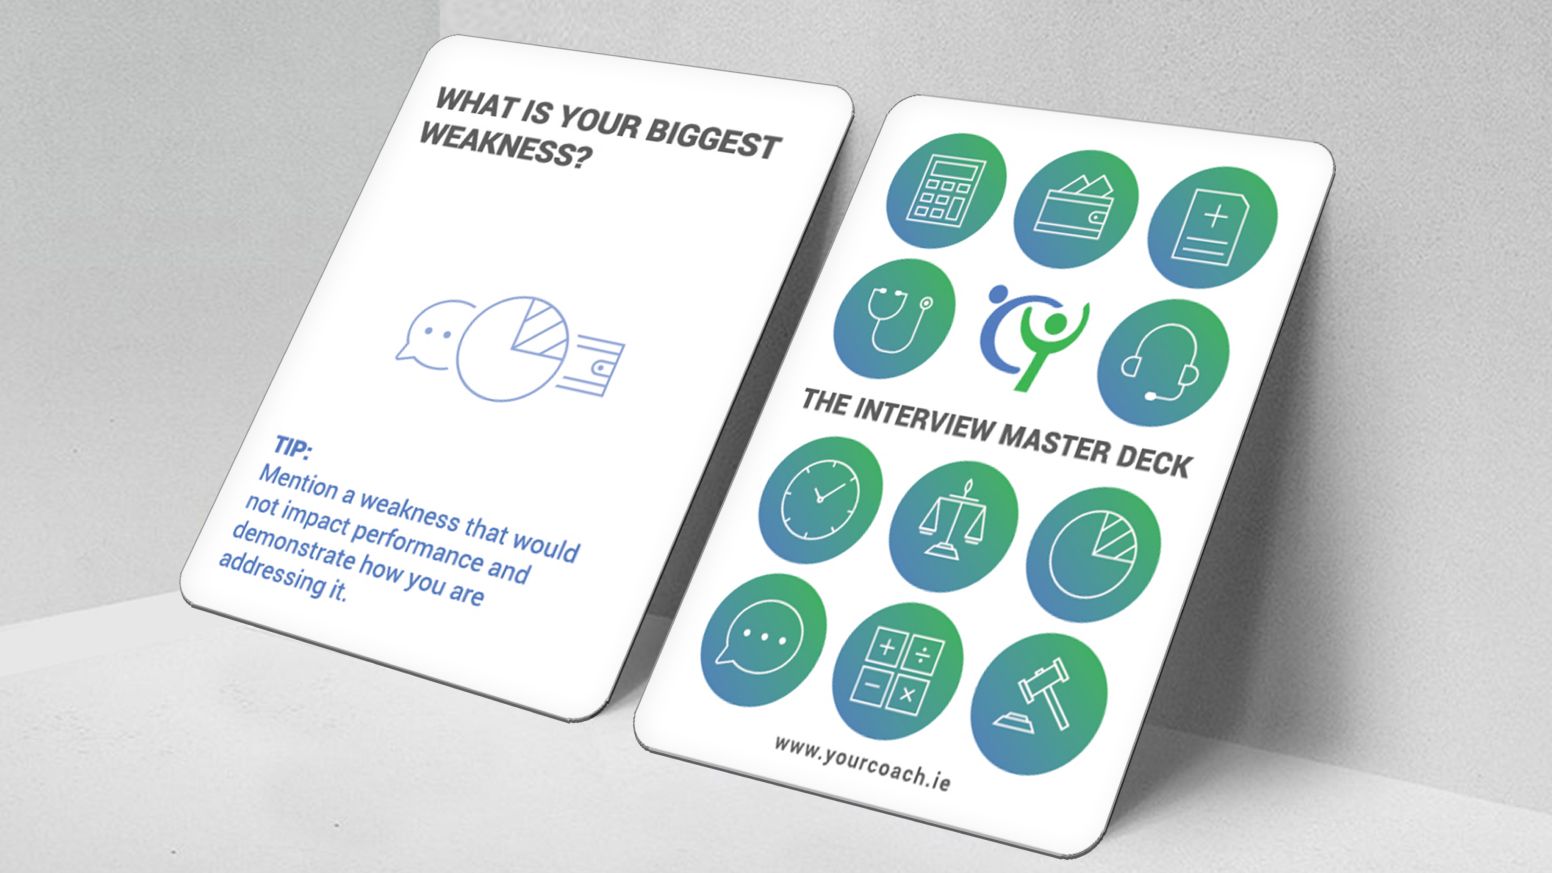 WHAT IS YOUR BIGGEST
WEAKNESS?
TIP:
Mention a weakness that would
not impact performance and
demonstrate how you are
addressing it.
THE INTERVIEW MASTER DECK
www.yourcoach.ie